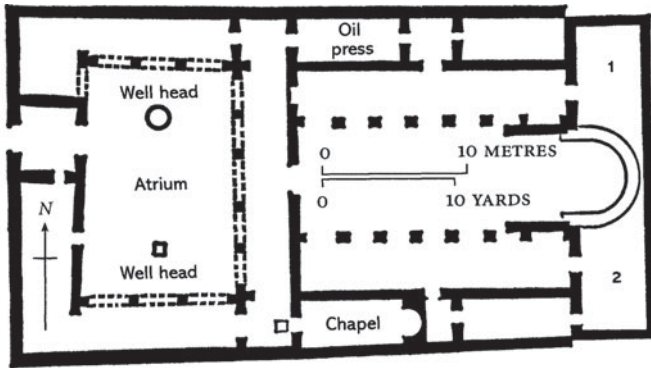 Oil
press
1
Well head
0 10 METRES
Atrium
0 10 YARDS
N
Well head
2
Chapel